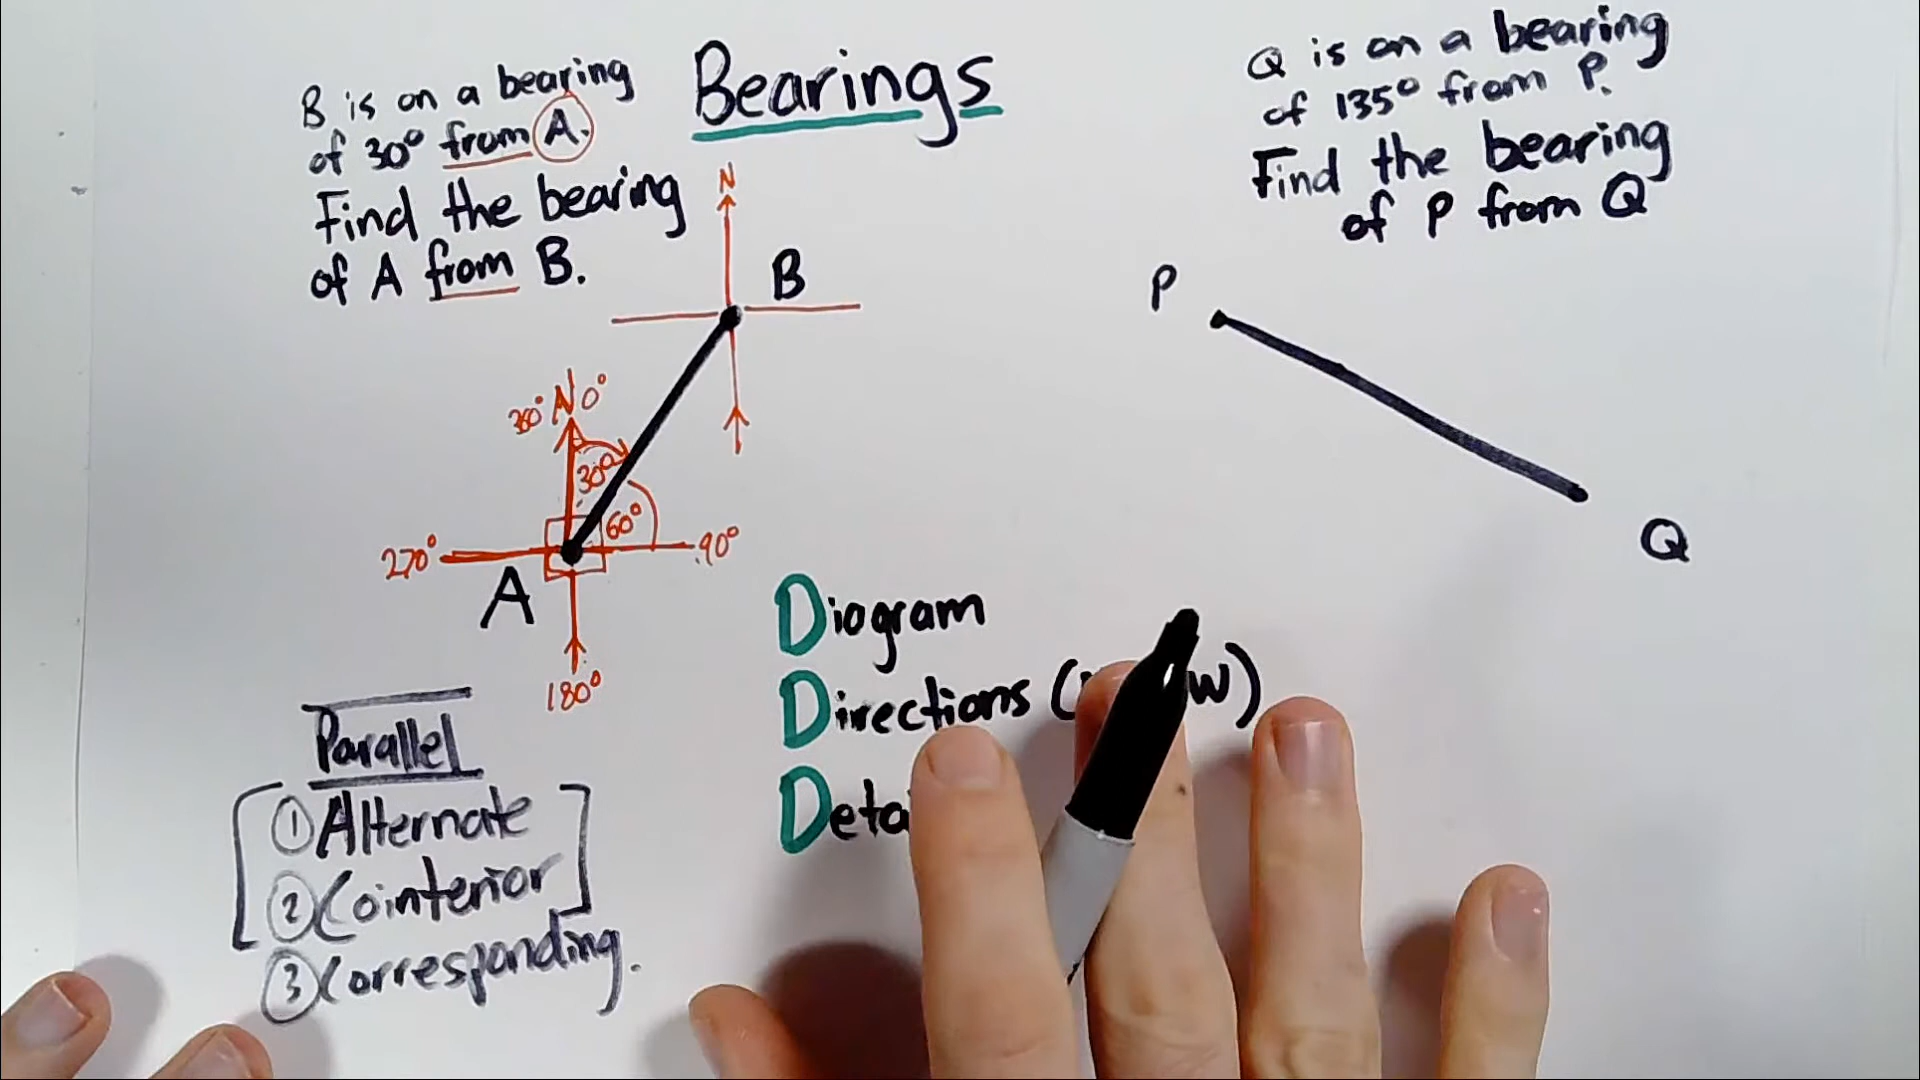 Bearings
B is on a bearing
of 30° from A.
Find the bearing
of A from B.
N
B
360° N 0°
30°
60°
270°
90°
A
180°
Parallel
① Alternate
② Cointerior
③ Corresponding.
Diagram
Directions ( W)
Q is on a bearing
of 135° from P.
Find the bearing
of P from Q
P
Q